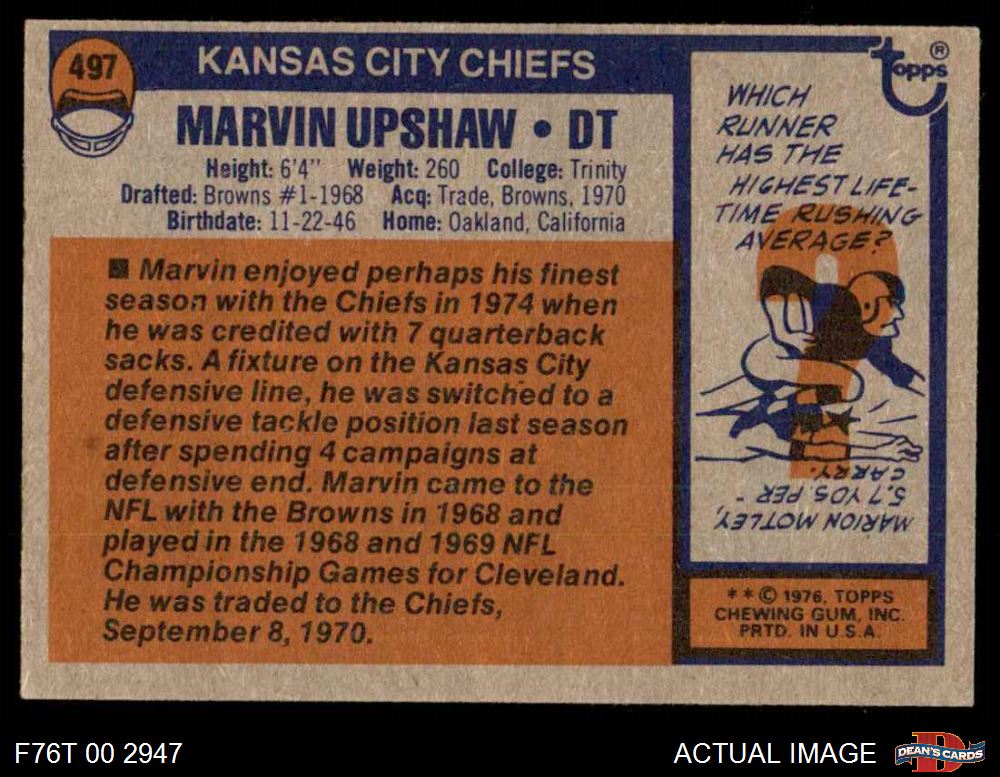 497
KANSAS CITY CHIEFS
MARVIN UPSHAW • DT
Height: 6'4" Weight: 260 College: Trinity
Drafted: Browns #1-1968 Acq: Trade, Browns, 1970
Birthdate: 11-22-46 Home: Oakland, California
■ Marvin enjoyed perhaps his finest
season with the Chiefs in 1974 when
he was credited with 7 quarterback
sacks. A fixture on the Kansas City
defensive line, he was switched to a
defensive tackle position last season
after spending 4 campaigns at
defensive end. Marvin came to the
NFL with the Browns in 1968 and
played in the 1968 and 1969 NFL
Championship Games for Cleveland.
He was traded to the Chiefs,
September 8, 1970.
topps ®
WHICH
RUNNER
HAS THE
HIGHEST LIFE-
TIME RUSHING
AVERAGE?
?
MARION MOTLEY,
5.7 YDS. PER -
CARRY.
* * © 1976, TOPPS
CHEWING GUM, INC.
PRTD. IN U.S.A.
F76T 00 2947
ACTUAL IMAGE
D
DEAN'S CARDS